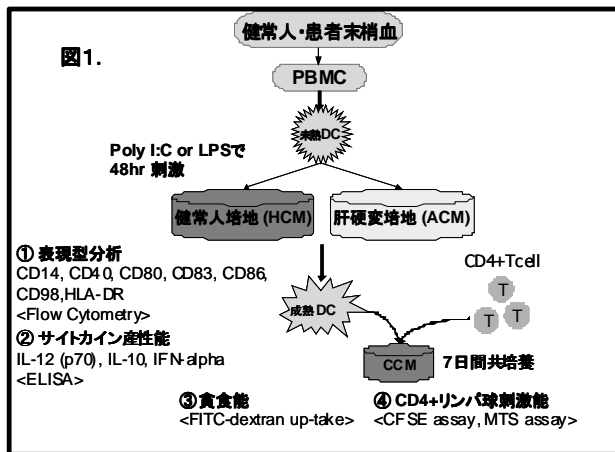 健常人・患者末梢血
図1.
PBMC
未熟DC
Poly I:C or LPSで
48hr 刺激
健常人培地 (HCM)
肝硬変培地 (ACM)
① 表現型分析
CD14, CD40, CD80, CD83, CD86,
CD98,HLA-DR
<Flow Cytometry>
② サイトカイン産性能
IL-12 (p70), IL-10, IFN-alpha
<ELISA>
成熟DC
CD4+Tcell
T
T
T
CCM
7日間共培養
③ 貪食能
<FITC-dextran up-take>
④ CD4+リンパ球刺激能
<CFSE assay, MTS assay>